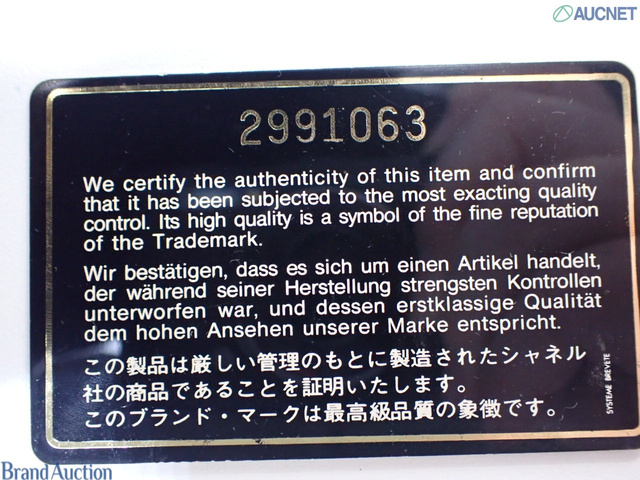 AUCNET
2991063
We certify the authenticity of this item and confirm
that it has been subjected to the most exacting quality
control. Its high quality is a symbol of the fine reputation
of the Trademark.
Wir bestätigen, dass es sich um einen Artikel handelt,
der während seiner Herstellung strengsten Kontrollen
unterworfen war, und dessen erstklassige Qualität
dem hohen Ansehen unserer Marke entspricht.
この製品は厳しい管理のもとに製造されたシャネル
社の商品であることを証明いたします。
このブランド・マークは最高級品質の象徴です。
SYSTEME BREVETE
Brand Auction